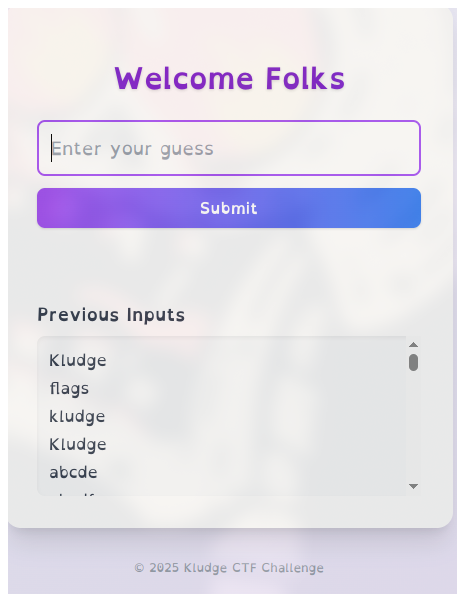 Welcome Folks
Enter your guess
Submit
Previous Inputs
Kludge
flags
kludge
Kludge
abcde
© 2025 Kludge CTF Challenge